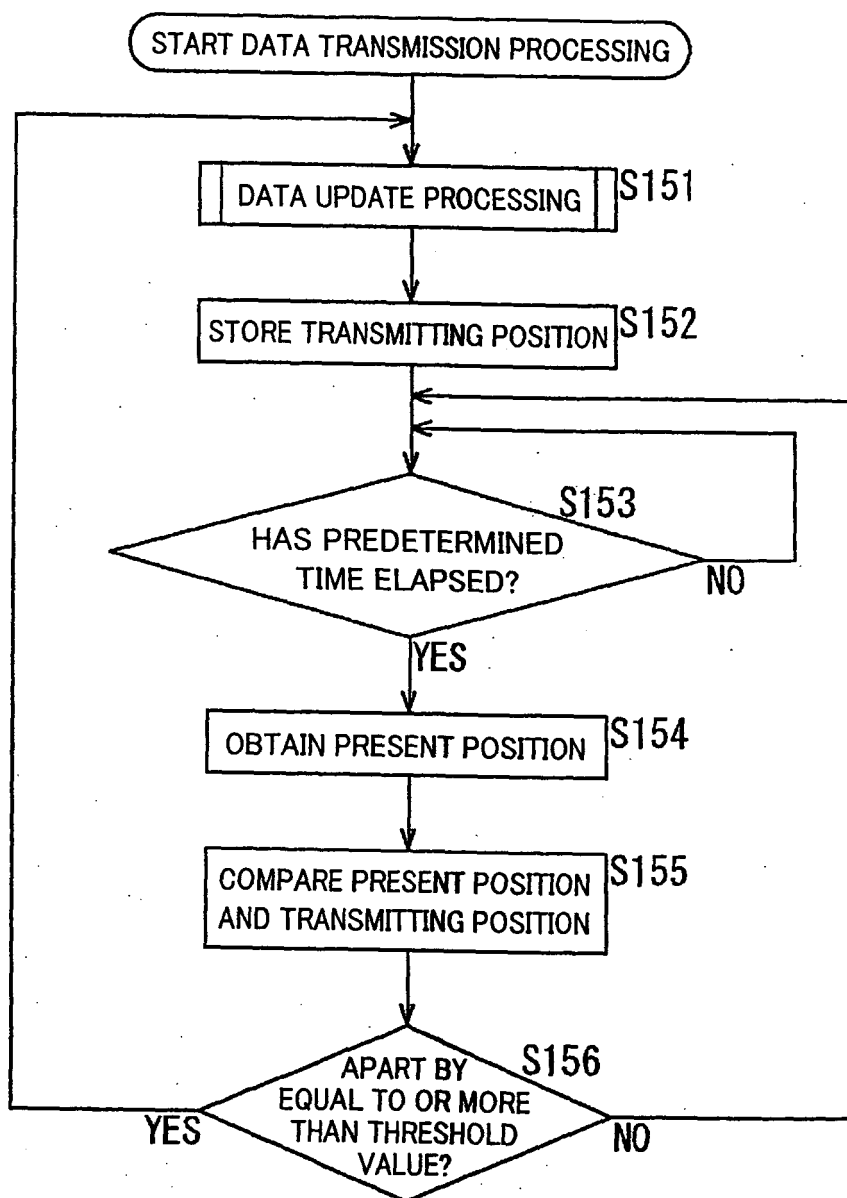 START DATA TRANSMISSION PROCESSING
DATA UPDATE PROCESSING
S151
STORE TRANSMITTING POSITION
S152
S153
HAS PREDETERMINED
TIME ELAPSED?
NO
YES
OBTAIN PRESENT POSITION
S154
COMPARE PRESENT POSITION
AND TRANSMITTING POSITION
S155
S156
APART BY
EQUAL TO OR MORE
THAN THRESHOLD
VALUE?
YES
NO